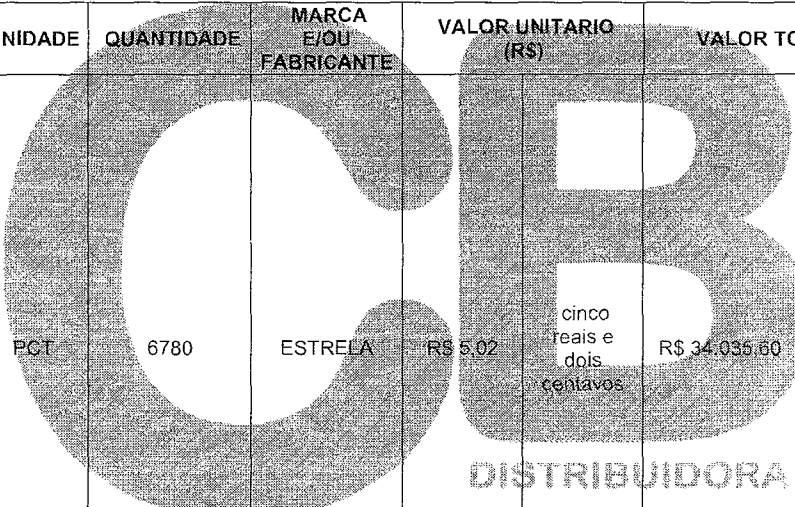 NIDADE QUANTIDADE MARCA E/OU FABRICANTE VALOR UNITARIO (R$) VALOR TO
PCT 6780 ESTRELA R$ 5,02 cinco reais e dois centavos R$ 34.035,60
CB
DISTRIBUIDORA